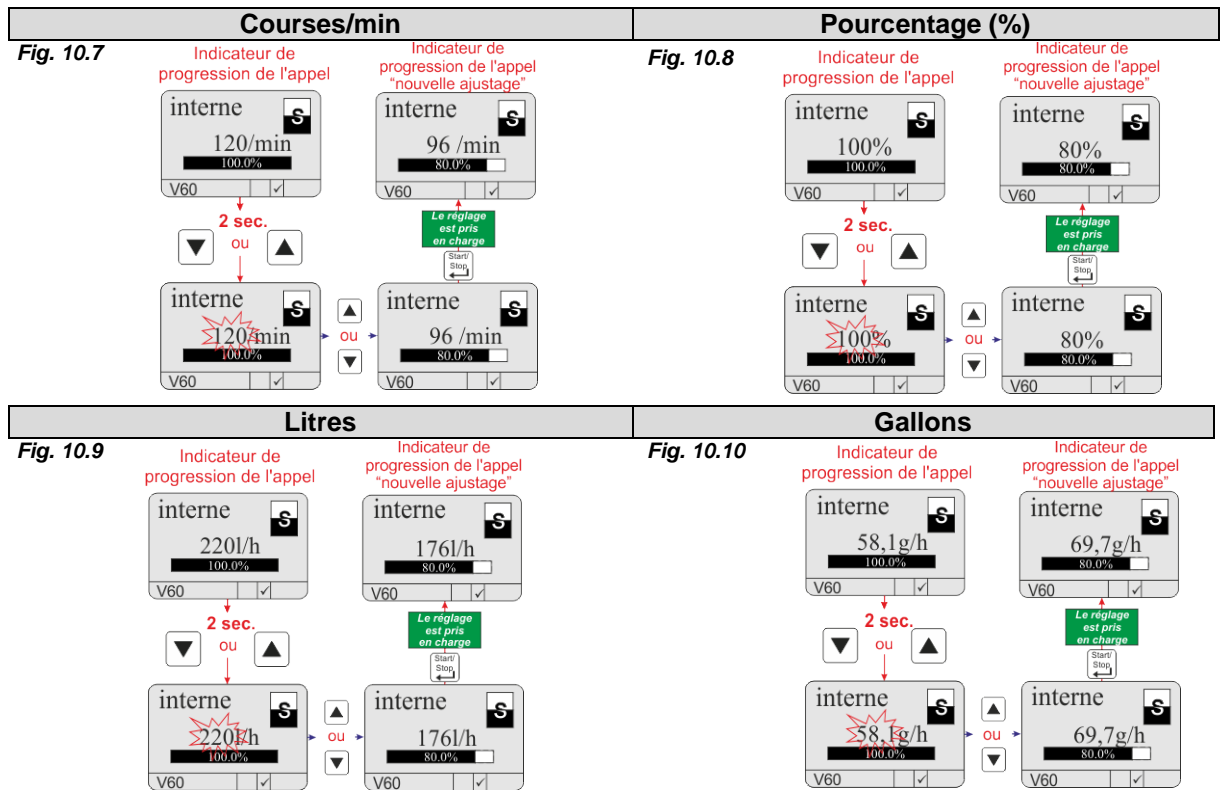 Courses/min
Pourcentage (%)
Fig. 10.7
Indicateur de
progression de l'appel
Indicateur de
progression de l'appel
“nouvelle ajustage”
interne
S
120/min
100.0%
V60
✓
interne
S
96 /min
80.0%
V60
✓
2 sec.
ou
Le réglage
est pris
en charge
Start/
Stop
interne
S
120/min
100.0%
V60
✓
ou
interne
S
96 /min
80.0%
V60
✓
Fig. 10.8
Indicateur de
progression de l'appel
Indicateur de
progression de l'appel
“nouvelle ajustage”
interne
S
100%
100.0%
V60
✓
interne
S
80%
80.0%
V60
✓
2 sec.
ou
Le réglage
est pris
en charge
Start/
Stop
interne
S
100%
100.0%
V60
✓
ou
interne
S
80%
80.0%
V60
✓
Litres
Gallons
Fig. 10.9
Indicateur de
progression de l'appel
Indicateur de
progression de l'appel
“nouvelle ajustage”
interne
S
220l/h
100.0%
V60
✓
interne
S
176l/h
80.0%
V60
✓
2 sec.
ou
Le réglage
est pris
en charge
Start/
Stop
interne
S
220l/h
100.0%
V60
✓
ou
interne
S
176l/h
80.0%
V60
✓
Fig. 10.10
Indicateur de
progression de l'appel
Indicateur de
progression de l'appel
“nouvelle ajustage”
interne
S
58,1g/h
100.0%
V60
✓
interne
S
69,7g/h
80.0%
V60
✓
2 sec.
ou
Le réglage
est pris
en charge
Start/
Stop
interne
S
58,1g/h
100.0%
V60
✓
ou
interne
S
69,7g/h
80.0%
V60
✓